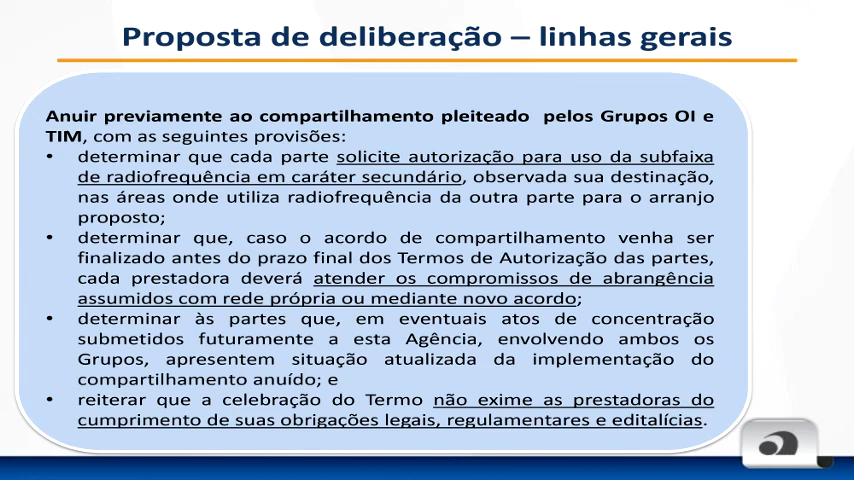 Proposta de deliberação – linhas gerais
Anuir previamente ao compartilhamento pleiteado pelos Grupos OI e
TIM, com as seguintes provisões:
• determinar que cada parte solicite autorização para uso da subfaixa
de radiofrequência em caráter secundário, observada sua destinação,
nas áreas onde utiliza radiofrequência da outra parte para o arranjo
proposto;
• determinar que, caso o acordo de compartilhamento venha ser
finalizado antes do prazo final dos Termos de Autorização das partes,
cada prestadora deverá atender os compromissos de abrangência
assumidos com rede própria ou mediante novo acordo;
• determinar às partes que, em eventuais atos de concentração
submetidos futuramente a esta Agência, envolvendo ambos os
Grupos, apresentem situação atualizada da implementação do
compartilhamento anuído; e
• reiterar que a celebração do Termo não exime as prestadoras do
cumprimento de suas obrigações legais, regulamentares e editalícias.